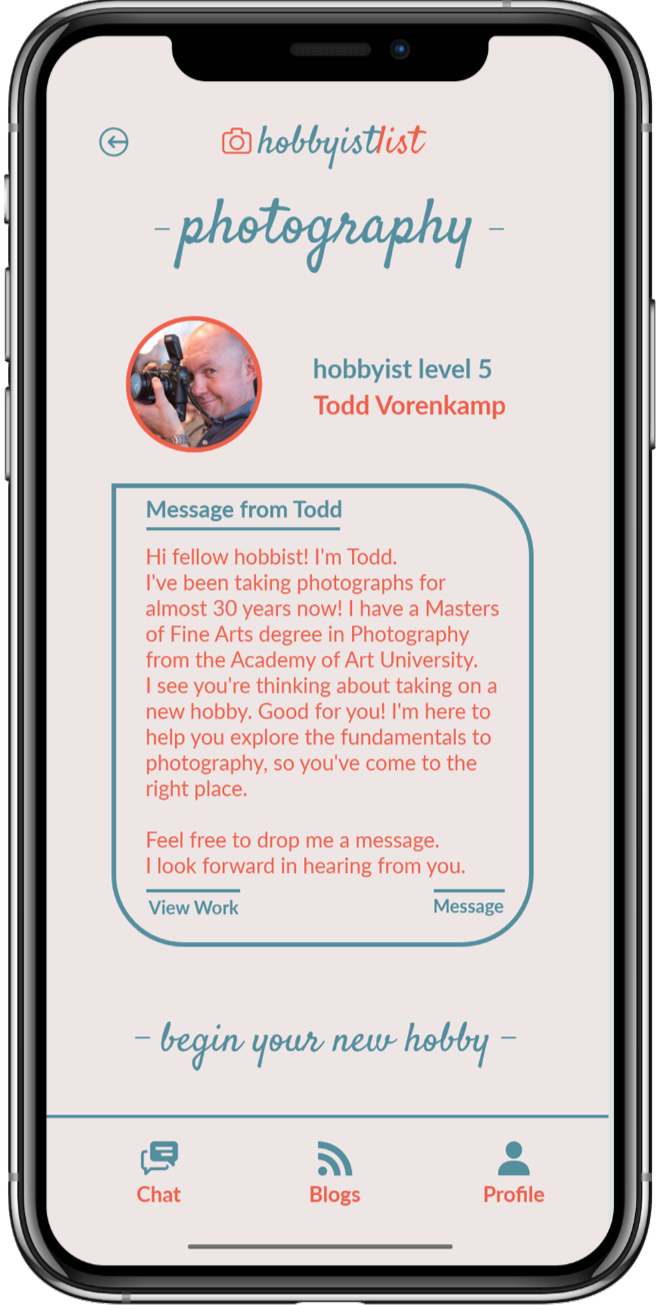 hobbyistlist
- photography -
hobbyist level 5
Todd Vorenkamp
Message from Todd
Hi fellow hobbist! I'm Todd.
I've been taking photographs for
almost 30 years now! I have a Masters
of Fine Arts degree in Photography
from the Academy of Art University.
I see you're thinking about taking on a
new hobby. Good for you! I'm here to
help you explore the fundamentals to
photography, so you've come to the
right place.
Feel free to drop me a message.
I look forward in hearing from you.
View Work Message
- begin your new hobby -
Chat Blogs Profile